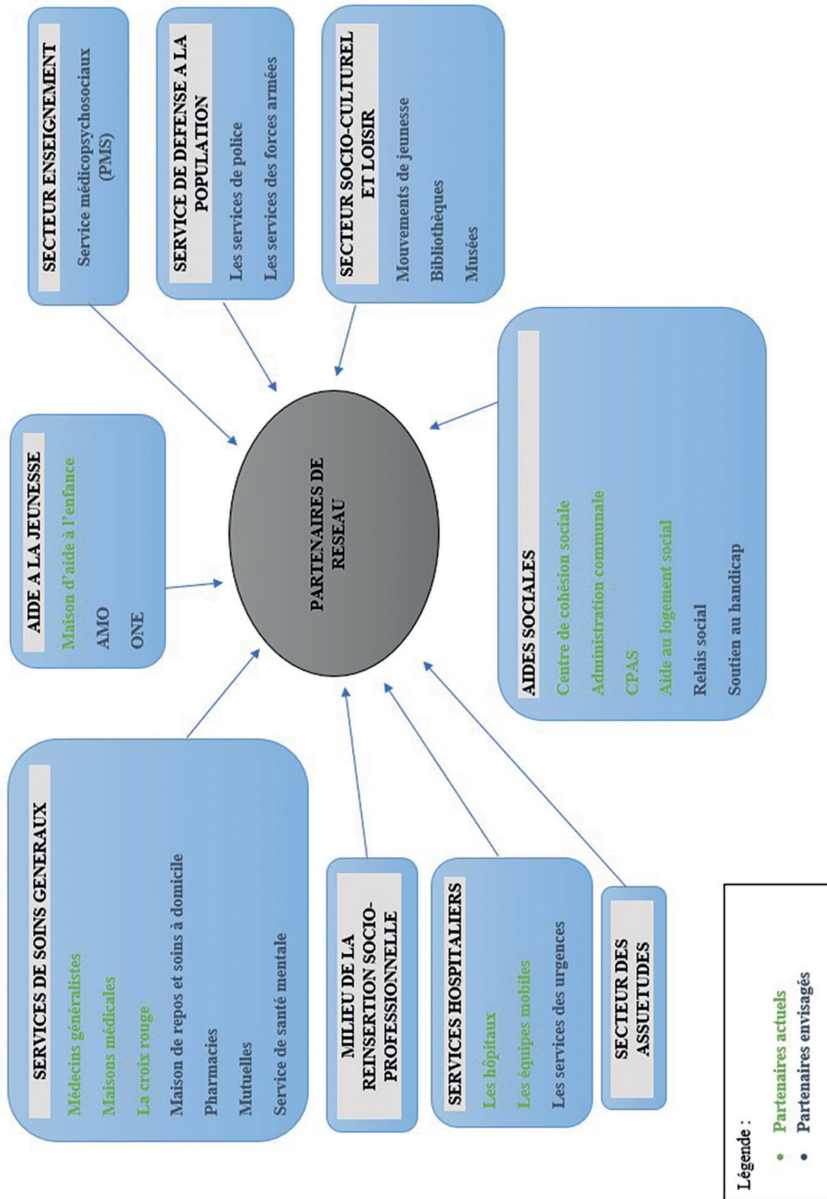 SERVICES DE SOINS GENERAUX
Médecins généralistes
Maisons médicales
La croix rouge
Maison de repos et soins à domicile
Pharmacies
Mutuelles
Service de santé mentale
AIDE A LA JEUNESSE
Maison d'aide à l'enfance
AMO
ONE
SECTEUR ENSEIGNEMENT
Service médicopsychosociaux
(PMS)
SERVICE DE DEFENSE A LA
POPULATION
Les services de police
Les services des forces armées
SECTEUR SOCIO-CULTUREL
ET LOISIR
Mouvements de jeunesse
Bibliothèques
Musées
PARTENAIRES DE
RESEAU
MILIEU DE LA
REINSERTION SOCIO-
PROFESSIONNELLE
SERVICES HOSPITALIERS
Les hôpitaux
Les équipes mobiles
Les services des urgences
SECTEUR DES
ASSUETUDES
AIDES SOCIALES
Centre de cohésion sociale
Administration communale
CPAS
Aide au logement social
Relais social
Soutien au handicap
Légende :
• Partenaires actuels
• Partenaires envisagés